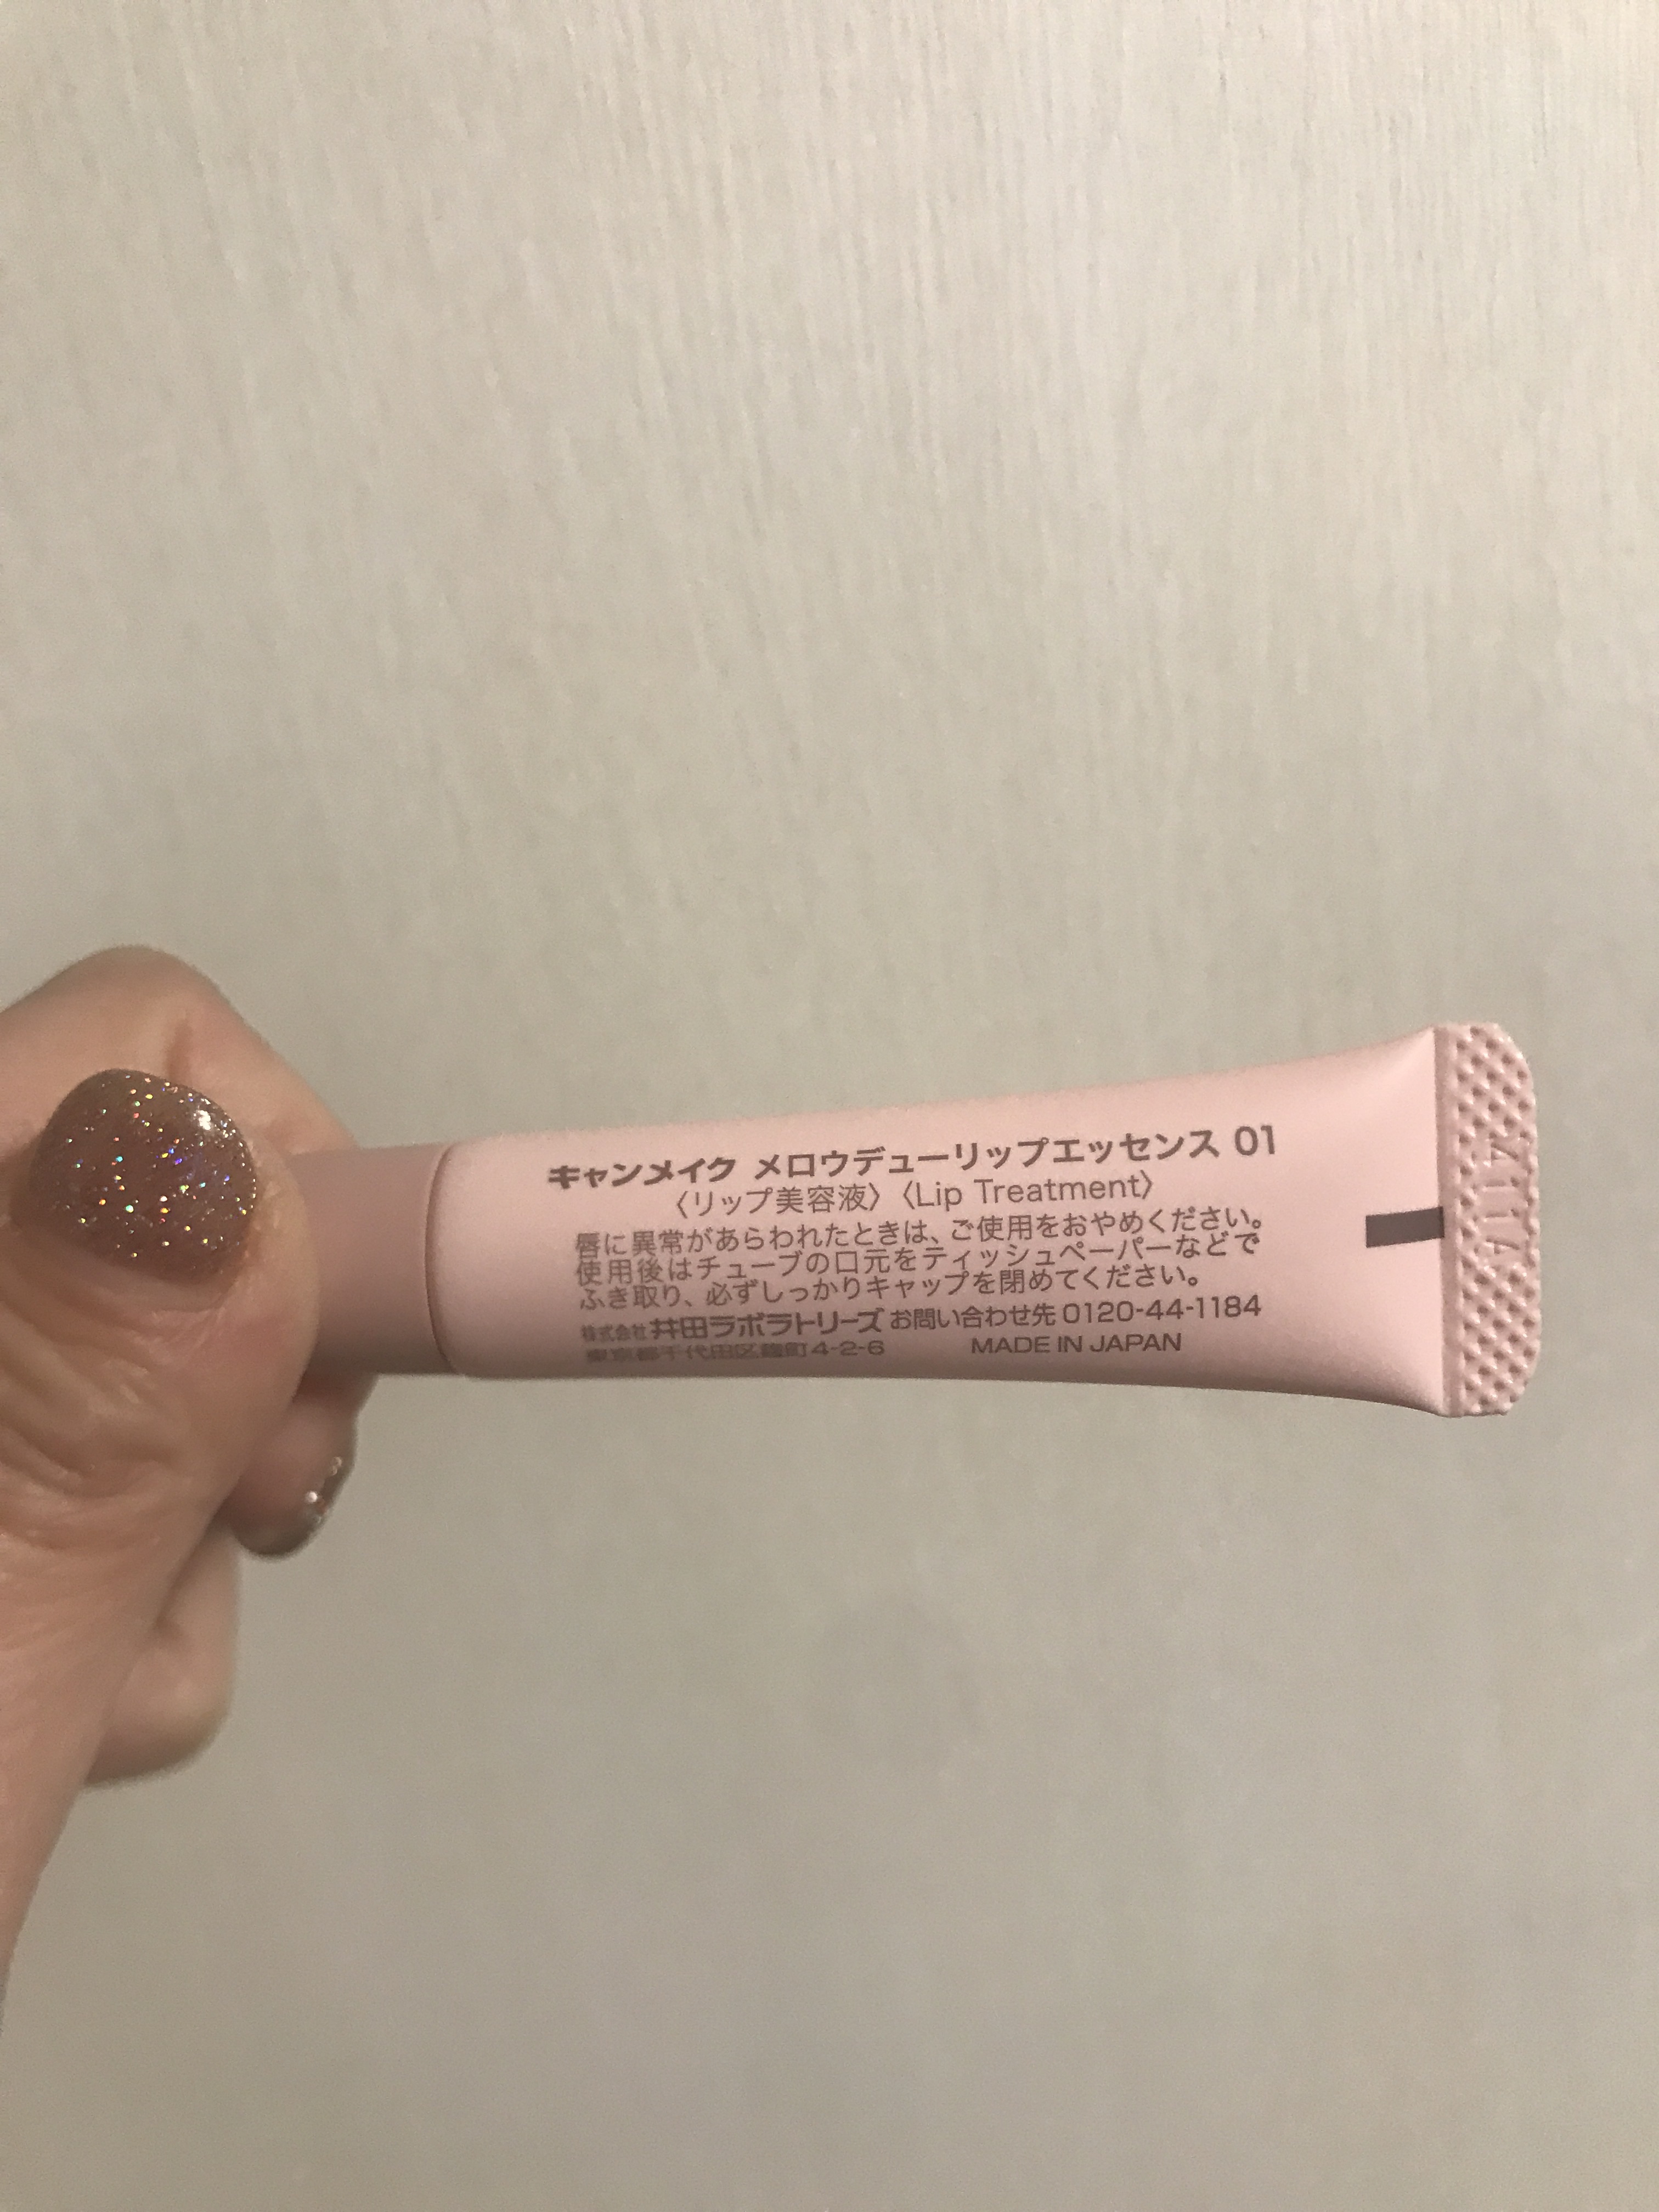 キャンメイク メロウデューリップエッセンス 01
〈リップ美容液〉〈Lip Treatment〉
唇に異常があらわれたときは、ご使用をおやめください。
使用後はチューブの口元をティッシュペーパーなどで
ふき取り、必ずしっかりキャップを閉めてください。
株式会社 井田ラボラトリーズ お問い合わせ先 0120-44-1184
東京都千代田区麹町4-2-6 MADE IN JAPAN